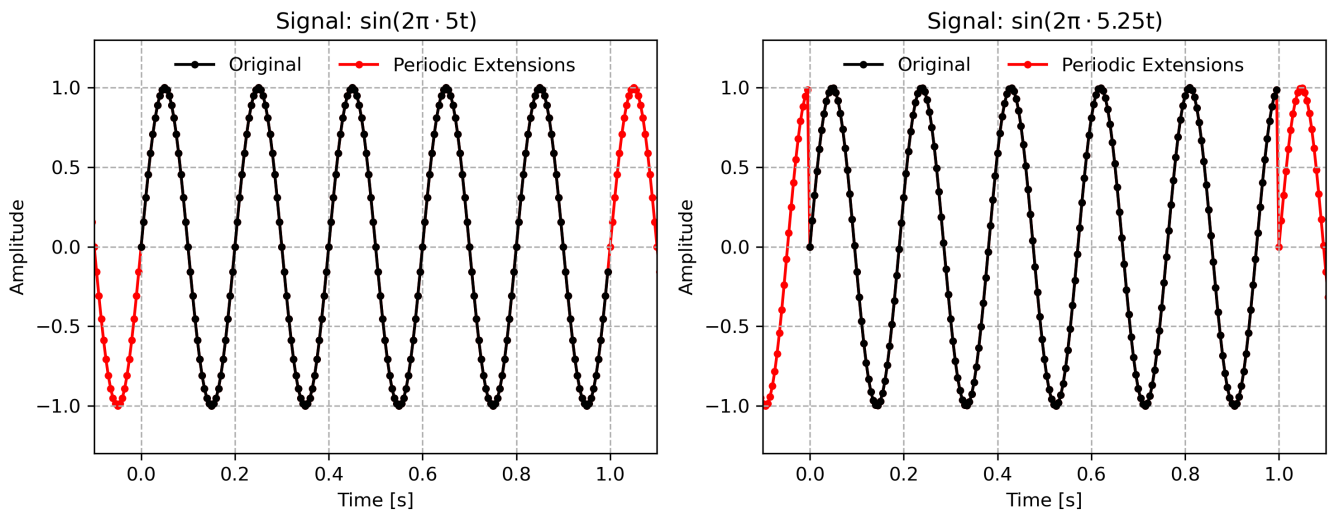 Signal: sin(2π · 5t)
Original
Periodic Extensions
1.0
0.5
0.0
−0.5
−1.0
Amplitude
0.0
0.2
0.4
0.6
0.8
1.0
Time [s]
Signal: sin(2π · 5.25t)
Original
Periodic Extensions
1.0
0.5
0.0
−0.5
−1.0
Amplitude
0.0
0.2
0.4
0.6
0.8
1.0
Time [s]